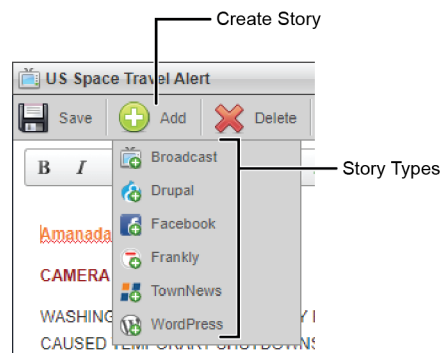 Create Story
US Space Travel Alert
Save Add Delete
Broadcast
B I
Drupal
Story Types
Facebook
Amanada
Frankly
CAMERA
TownNews
WASHING
WordPress